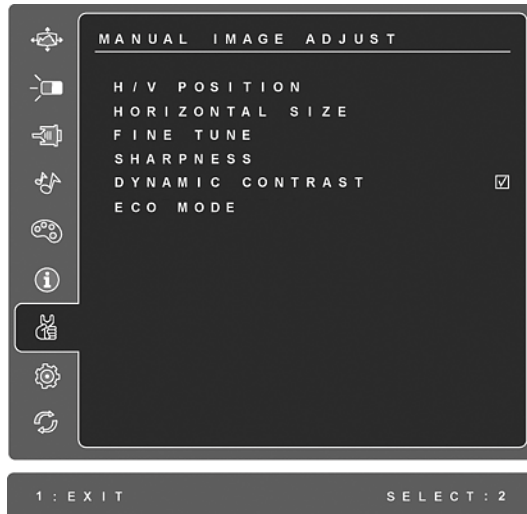 MANUAL IMAGE ADJUST
H/V POSITION
HORIZONTAL SIZE
FINE TUNE
SHARPNESS
DYNAMIC CONTRAST
ECO MODE
1:EXIT SELECT:2